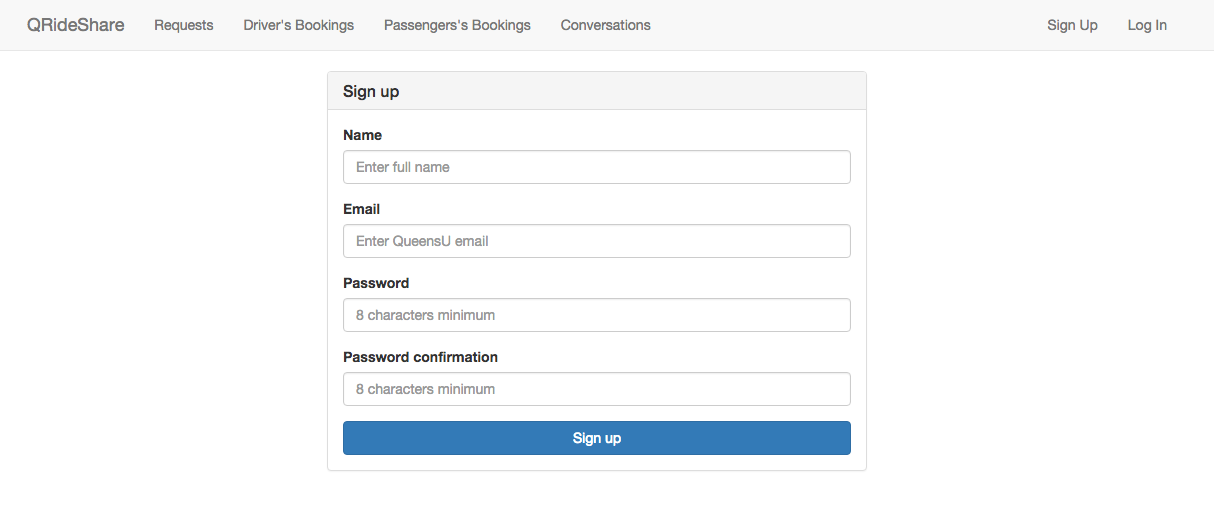 QRideShare Requests Driver's Bookings Passengers's Bookings Conversations Sign Up Log In
Sign up
Name
Enter full name
Email
Enter QueensU email
Password
8 characters minimum
Password confirmation
8 characters minimum
Sign up